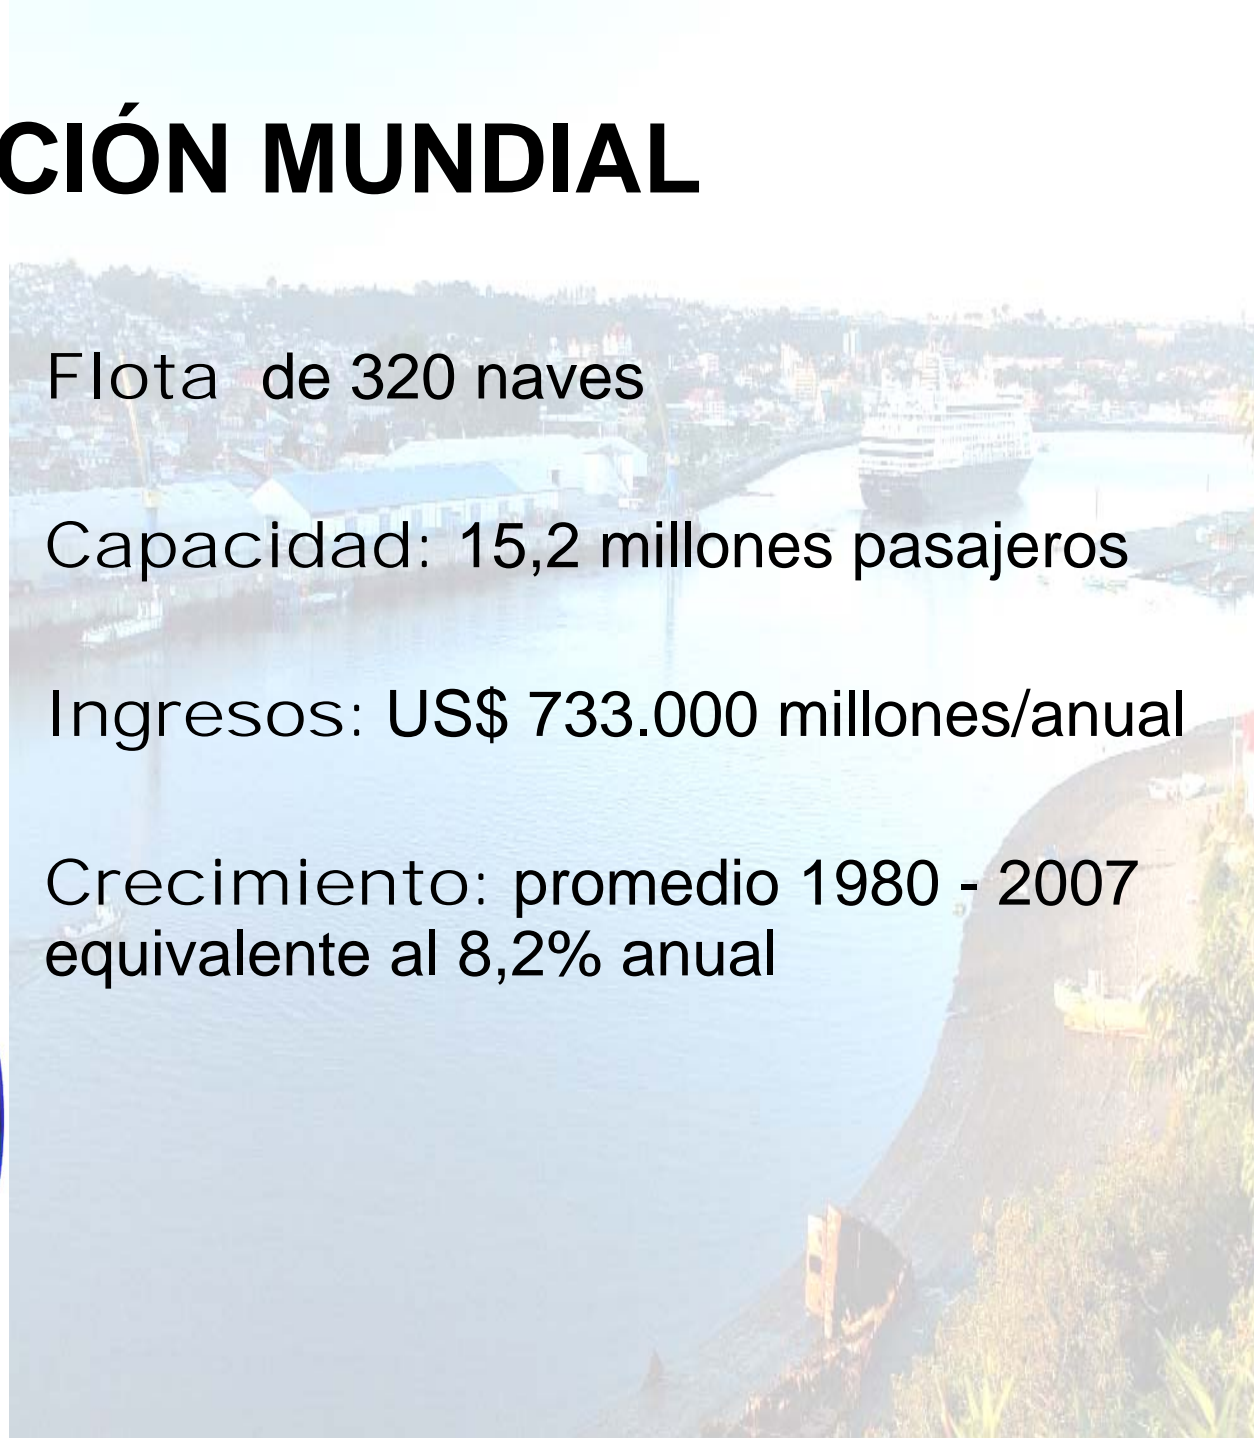 CIÓN MUNDIAL
Flota de 320 naves
Capacidad: 15,2 millones pasajeros
Ingresos: US$ 733.000 millones/anual
Crecimiento: promedio 1980 - 2007
equivalente al 8,2% anual